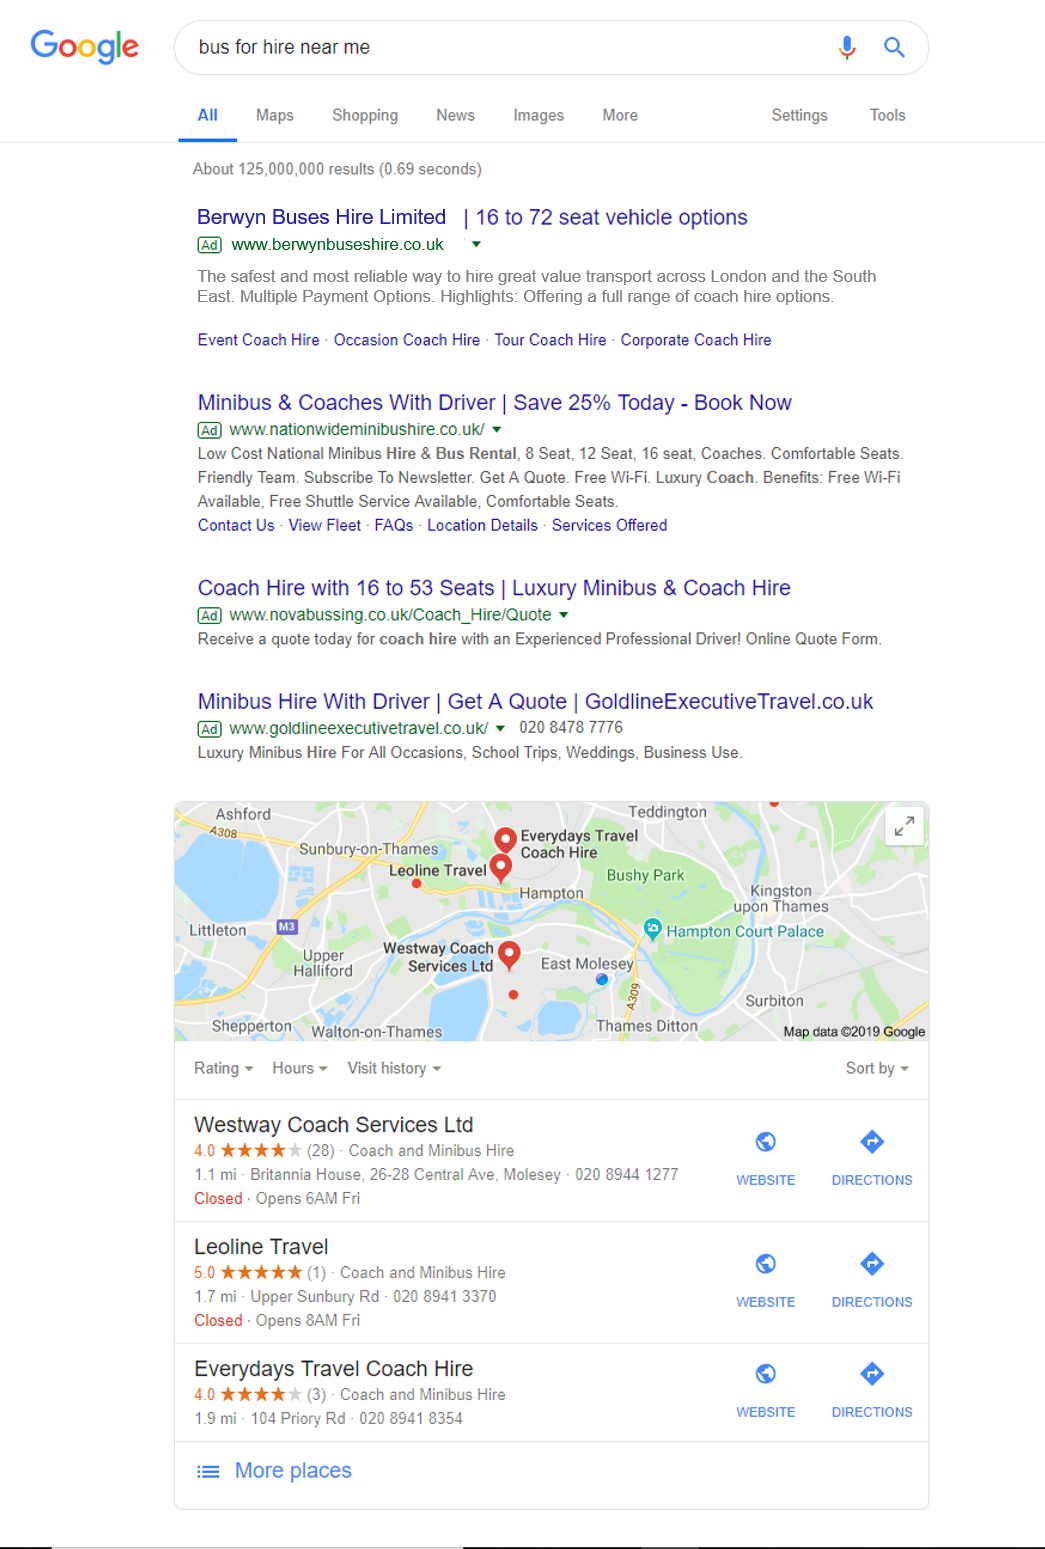 Google
bus for hire near me
All Maps Shopping News Images More Settings Tools
About 125,000,000 results (0.69 seconds)
Berwyn Buses Hire Limited | 16 to 72 seat vehicle options
Ad www.berwynbuseshire.co.uk
The safest and most reliable way to hire great value transport across London and the South
East. Multiple Payment Options. Highlights: Offering a full range of coach hire options.
Event Coach Hire · Occasion Coach Hire · Tour Coach Hire · Corporate Coach Hire
Minibus & Coaches With Driver | Save 25% Today - Book Now
Ad www.nationwideminibushire.co.uk/
Low Cost National Minibus Hire & Bus Rental, 8 Seat, 12 Seat, 16 seat, Coaches. Comfortable Seats.
Friendly Team. Subscribe To Newsletter. Get A Quote. Free Wi-Fi. Luxury Coach. Benefits: Free Wi-Fi
Available, Free Shuttle Service Available, Comfortable Seats.
Contact Us · View Fleet · FAQs · Location Details · Services Offered
Coach Hire with 16 to 53 Seats | Luxury Minibus & Coach Hire
Ad www.novabussing.co.uk/Coach_Hire/Quote
Receive a quote today for coach hire with an Experienced Professional Driver! Online Quote Form.
Minibus Hire With Driver | Get A Quote | GoldlineExecutiveTravel.co.uk
Ad www.goldlineexecutivetravel.co.uk/ 020 8478 7776
Luxury Minibus Hire For All Occasions, School Trips, Weddings, Business Use.
Ashford
Teddington
A308
Everydays Travel
Coach Hire
Sunbury-on-Thames
Leoline Travel
Bushy Park
Hampton
Kingston
upon Thames
Littleton
M3
Hampton Court Palace
Westway Coach
Services Ltd
Upper
Halliford
East Molesey
A309
Surbiton
Shepperton
Walton-on-Thames
Thames Ditton
Map data ©2019 Google
Rating Hours Visit history Sort by
Westway Coach Services Ltd
4.0 (28) · Coach and Minibus Hire
1.1 mi · Britannia House, 26-28 Central Ave, Molesey · 020 8944 1277
WEBSITE DIRECTIONS
Closed · Opens 6AM Fri
Leoline Travel
5.0 (1) · Coach and Minibus Hire
1.7 mi · Upper Sunbury Rd · 020 8941 3370
WEBSITE DIRECTIONS
Closed · Opens 8AM Fri
Everydays Travel Coach Hire
4.0 (3) · Coach and Minibus Hire
1.9 mi · 104 Priory Rd · 020 8941 8354
WEBSITE DIRECTIONS
More places